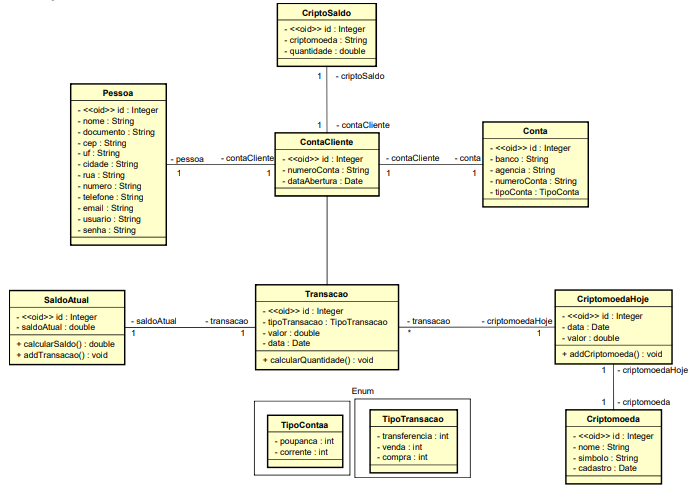 CriptoSaldo
- <<oid>> id : Integer
- criptomoeda : String
- quantidade : double
1 - criptoSaldo
1 - contaCliente
Pessoa
- <<oid>> id : Integer
- nome : String
- documento : String
- cep : String
- uf : String
- cidade : String
- rua : String
- numero : String
- telefone : String
- email : String
- usuario : String
- senha : String
- pessoa - contaCliente
1 1
ContaCliente
- <<oid>> id : Integer
- numeroConta : String
- dataAbertura : Date
- contaCliente - conta
1 1
Conta
- <<oid>> id : Integer
- banco : String
- agencia : String
- numeroConta : String
- tipoConta : TipoConta
SaldoAtual
- <<oid>> id : Integer
- saldoAtual : double
+ calcularSaldo() : double
+ addTransacao() : void
- saldoAtual - transacao
1 1
Transacao
- <<oid>> id : Integer
- tipoTransacao : TipoTransacao
- valor : double
- data : Date
+ calcularQuantidade() : void
- transacao - criptomoedaHoje
* 1
CriptomoedaHoje
- <<oid>> id : Integer
- data : Date
- valor : double
+ addCriptomoeda() : void
1 - criptomoedaHoje
1 - criptomoeda
Criptomoeda
- <<oid>> id : Integer
- nome : String
- simbolo : String
- cadastro : Date
Enum
TipoContaa
- poupanca : int
- corrente : int
TipoTransacao
- transferencia : int
- venda : int
- compra : int